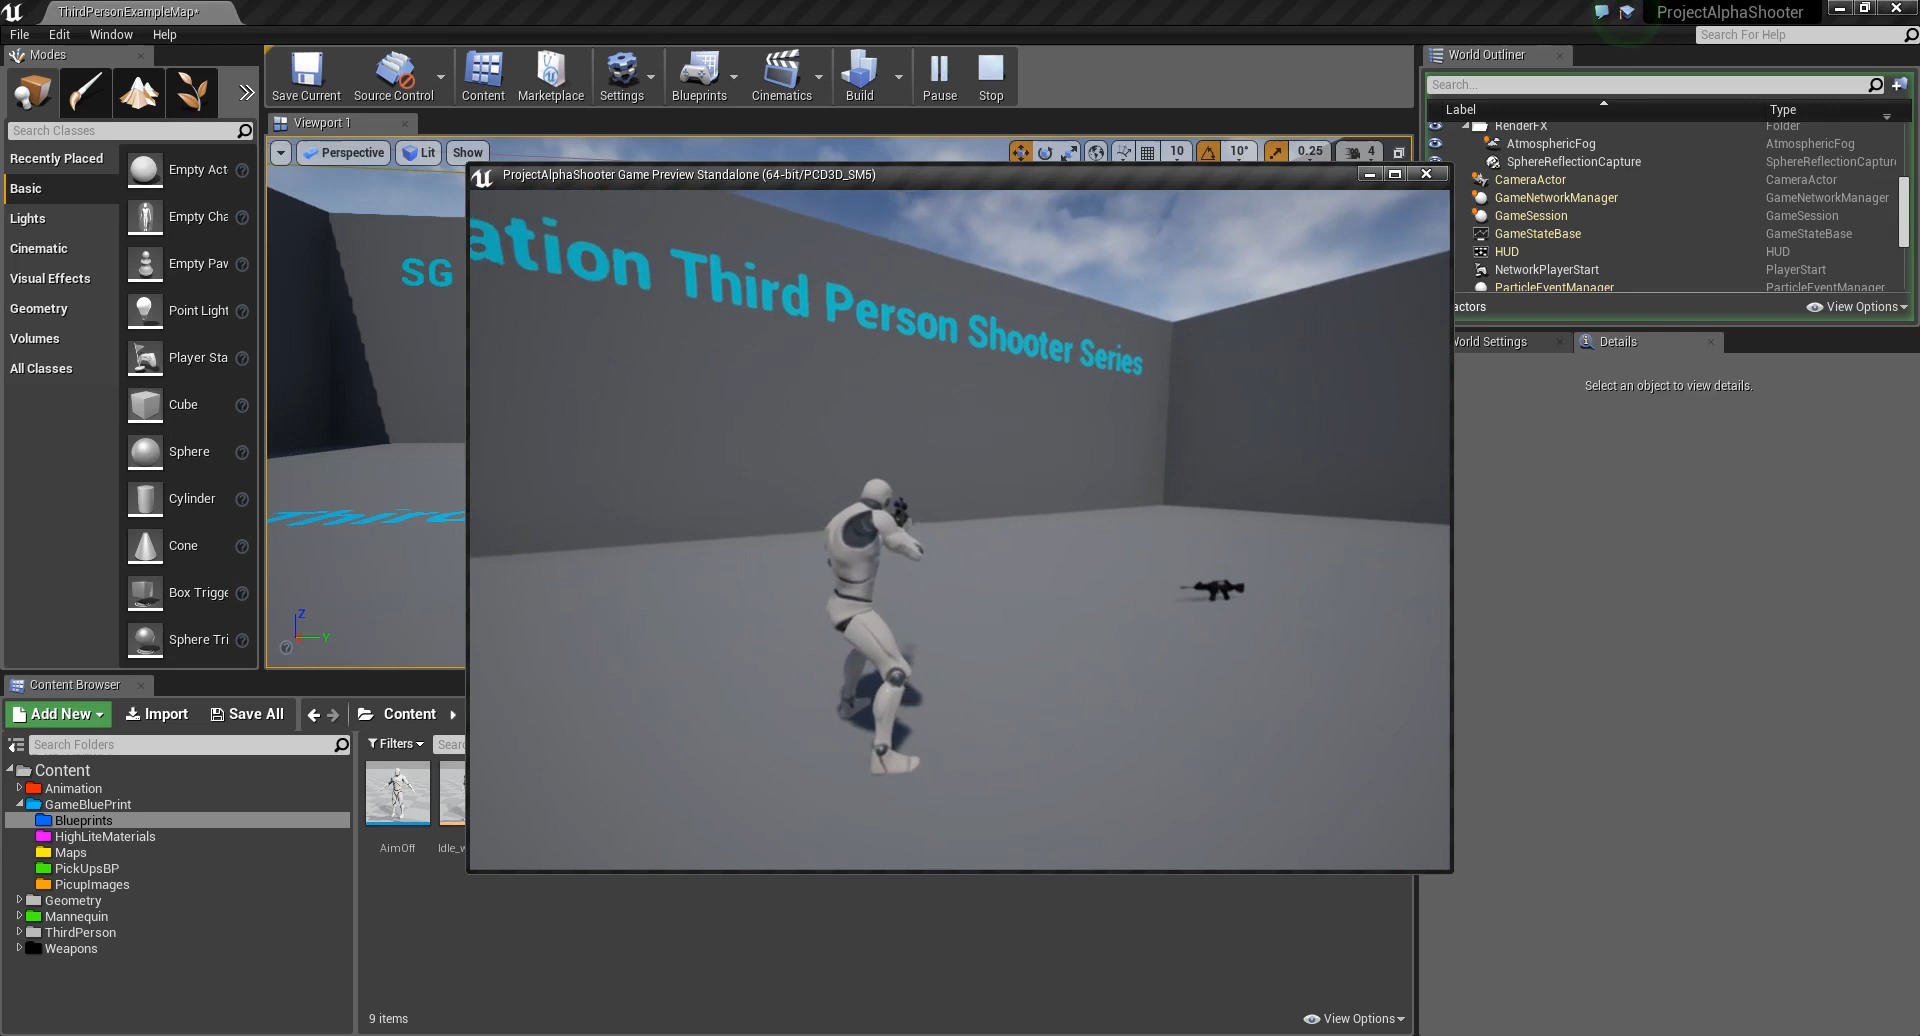 ThirdPersonExampleMap*
ProjectAlphaShooter
File Edit Window Help
Search For Help
Modes
Search Classes
Recently Placed
Basic
Lights
Cinematic
Visual Effects
Geometry
Volumes
All Classes
Empty Act
Empty Cha
Empty Pav
Point Light
Player Sta
Cube
Sphere
Cylinder
Cone
Box Trigge
Sphere Tri
Save Current
Source Control
Content
Marketplace
Settings
Blueprints
Cinematics
Build
Pause
Stop
Viewport 1
Perspective Lit Show
10 10° 0.25 4
SG
Third
Z
Y
ProjectAlphaShooter Game Preview Standalone (64-bit/PCD3D_SM5)
ation Third Person Shooter Series
World Outliner
Search...
Label Type
RenderFX Folder
AtmosphericFog AtmosphericFog
SphereReflectionCapture SphereReflectionCapture
CameraActor CameraActor
GameNetworkManager GameNetworkManager
GameSession GameSession
GameStateBase GameStateBase
HUD HUD
NetworkPlayerStart PlayerStart
ParticleEventManager ParticleEventManager
actors View Options
World Settings Details
Select an object to view details.
Content Browser
Add New Import Save All Content
Search Folders
Filters Searc
Content
Animation
GameBluePrint
Blueprints
HighLiteMaterials
Maps
PickUpsBP
PicupImages
Geometry
Mannequin
ThirdPerson
Weapons
AimOff Idle_w
9 items View Options